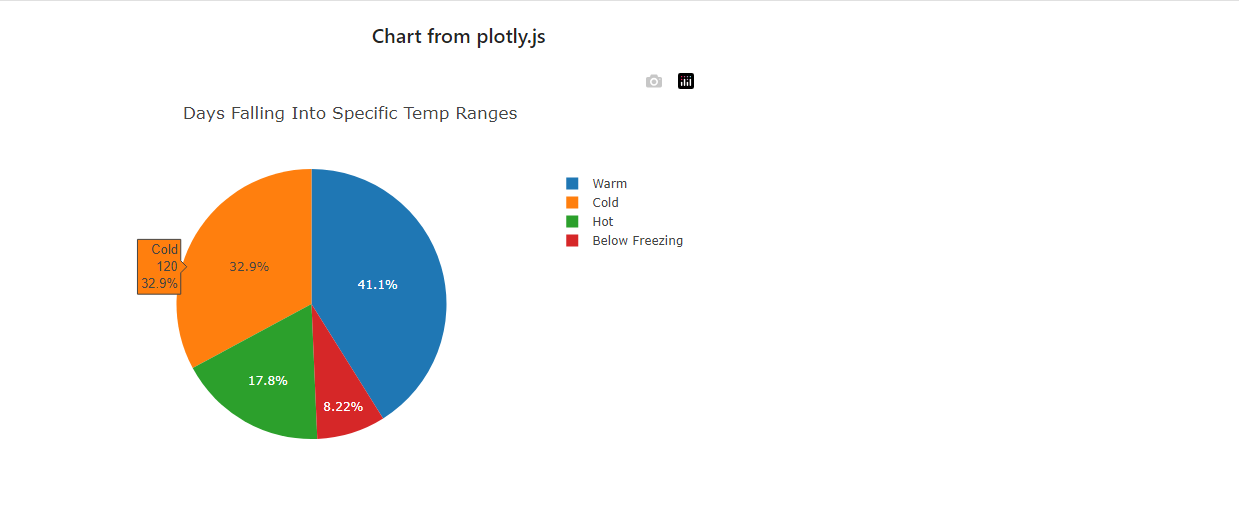 Chart from plotly.js
Days Falling Into Specific Temp Ranges
Warm
Cold
Hot
Below Freezing
Cold
120
32.9%
32.9%
41.1%
17.8%
8.22%